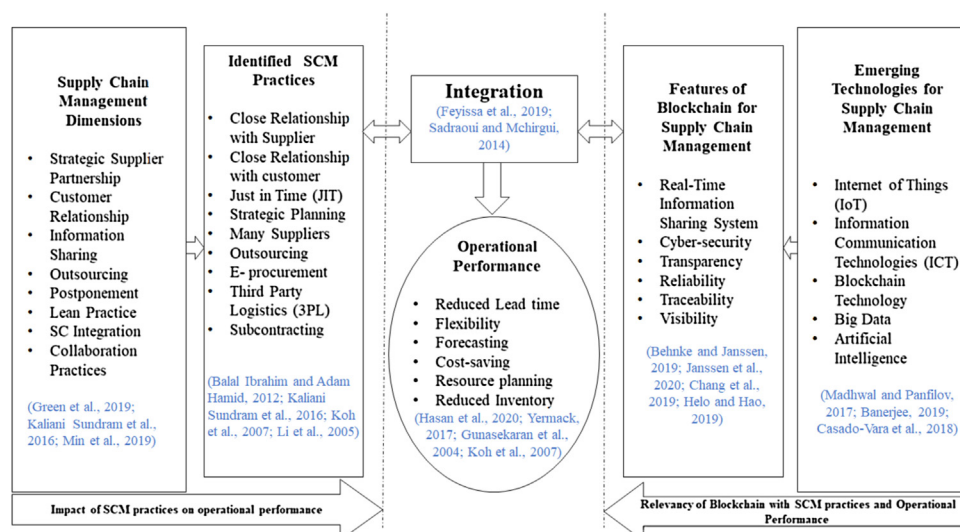 Supply Chain
Management
Dimensions
• Strategic Supplier
Partnership
• Customer
Relationship
• Information
Sharing
• Outsourcing
• Postponement
• Lean Practice
• SC Integration
• Collaboration
Practices
(Green et al., 2019;
Kaliani Sundram et al.,
2016; Min et al., 2019)
Identified SCM
Practices
• Close Relationship
with Supplier
• Close Relationship
with customer
• Just in Time (JIT)
• Strategic Planning
• Many Suppliers
• Outsourcing
• E- procurement
• Third Party
Logistics (3PL)
• Subcontracting
(Balal Ibrahim and Adam
Hamid, 2012; Kaliani
Sundram et al., 2016; Koh
et al., 2007; Li et al., 2005)
Integration
(Feyissa et al., 2019;
Sadraoui and Mchirgui,
2014)
Operational
Performance
• Reduced Lead time
• Flexibility
• Forecasting
• Cost-saving
• Resource planning
• Reduced Inventory
(Hasan et al., 2020; Yermack,
2017; Gunasekaran et al.,
2004; Koh et al., 2007)
Features of
Blockchain for
Supply Chain
Management
• Real-Time
Information
Sharing System
• Cyber-security
• Transparency
• Reliability
• Traceability
• Visibility
(Behnke and Janssen,
2019; Janssen et al.,
2020; Chang et al.,
2019; Helo and Hao,
2019)
Emerging
Technologies for
Supply Chain
Management
• Internet of Things
(IoT)
• Information
Communication
Technologies (ICT)
• Blockchain
Technology
• Big Data
• Artificial
Intelligence
(Madhwal and Panfilov,
2017; Banerjee, 2019;
Casado-Vara et al., 2018)
Impact of SCM practices on operational performance
Relevancy of Blockchain with SCM practices and Operational
Performance